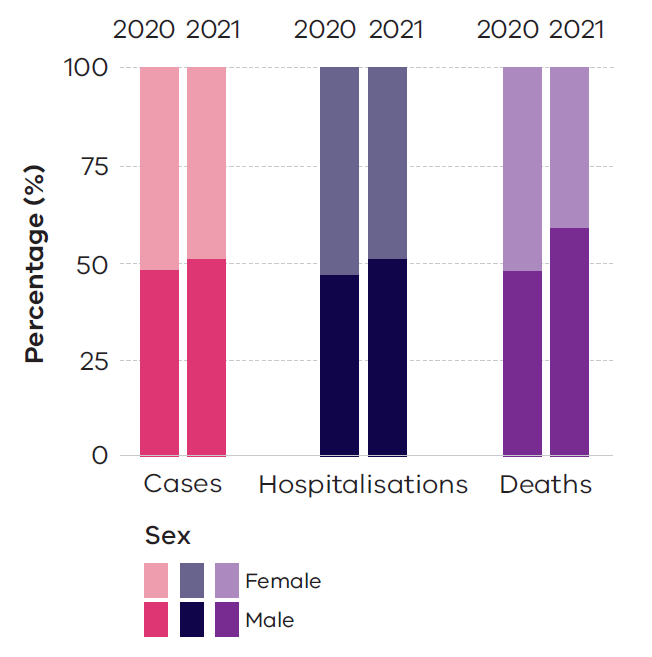 2020 2021 2020 2021 2020 2021
100
75
50
25
0
Percentage (%)
Cases Hospitalisations Deaths
Sex
Female
Male